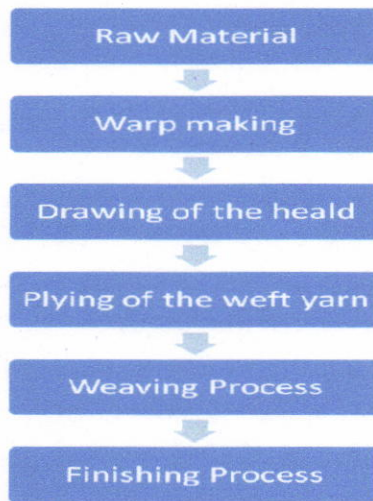 Raw Material
Warp making
Drawing of the heald
Plying of the weft yarn
Weaving Process
Finishing Process